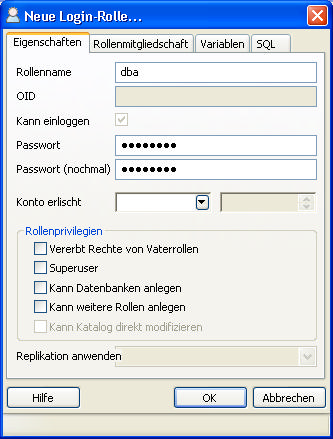 Neue Login-Rolle...
Eigenschaften Rollenmitgliedschaft Variablen SQL
Rollenname dba
OID
Kann einloggen
Passwort ●●●●●●●●
Passwort (nochmal) ●●●●●●●●
Konto erlischt
Rollenprivilegien
Vererbt Rechte von Vaterrollen
Superuser
Kann Datenbanken anlegen
Kann weitere Rollen anlegen
Kann Katalog direkt modifizieren
Replikation anwenden
Hilfe OK Abbrechen